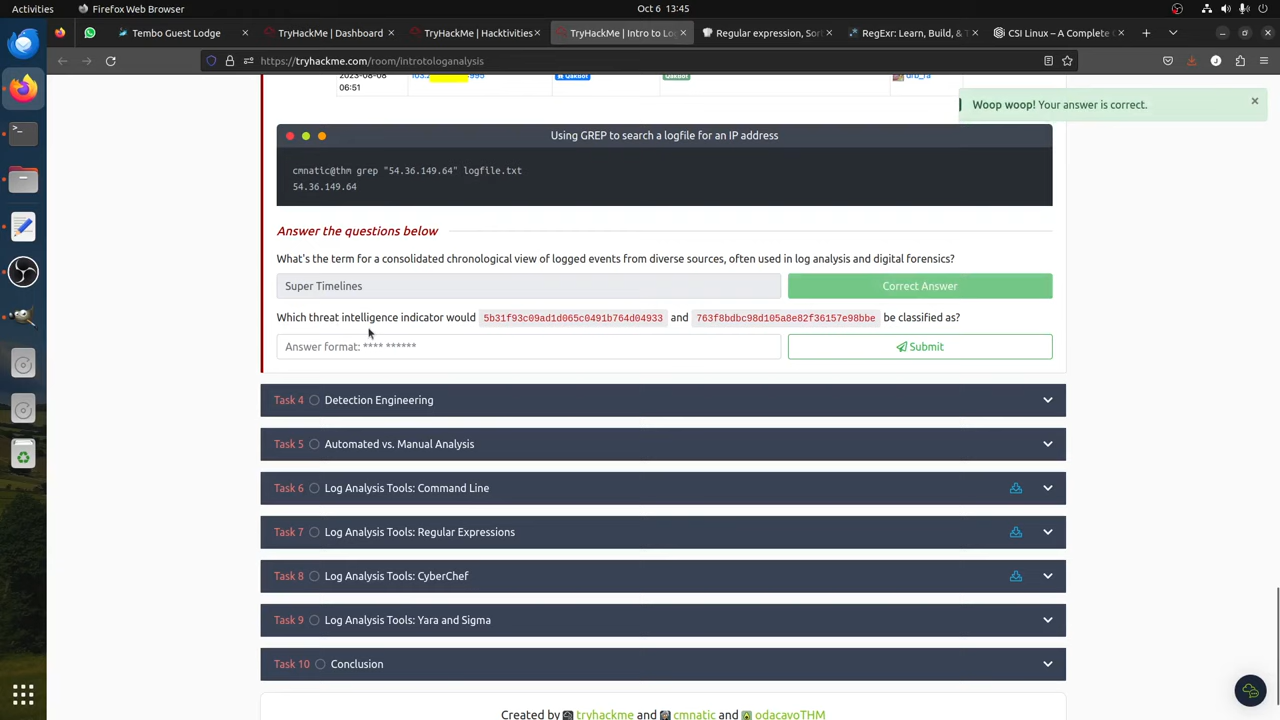 Activities
Firefox Web Browser
Oct 6 13:45
Tembo Guest Lodge
TryHackMe | Dashboard
TryHackMe | Hacktivities
TryHackMe | Intro to Lo
Regular expression, Sort
RegExr: Learn, Build, & T
CSI Linux – A Complete
https://tryhackme.com/room/introtologanalysis
2023-08-08
06:51
Woop woop! Your answer is correct.
Using GREP to search a logfile for an IP address
cmnatic@thm grep "54.36.149.64" logfile.txt
54.36.149.64
Answer the questions below
What's the term for a consolidated chronological view of logged events from diverse sources, often used in log analysis and digital forensics?
Super Timelines
Correct Answer
Which threat intelligence indicator would 5b31f93c09ad1d065c0491b764d04933 and 763f8bdbc98d105a8e82f36157e98bbe be classified as?
Answer format: **** ******
Submit
Task 4 Detection Engineering
Task 5 Automated vs. Manual Analysis
Task 6 Log Analysis Tools: Command Line
Task 7 Log Analysis Tools: Regular Expressions
Task 8 Log Analysis Tools: CyberChef
Task 9 Log Analysis Tools: Yara and Sigma
Task 10 Conclusion
Created by tryhackme and cmnatic and odacavoTHM